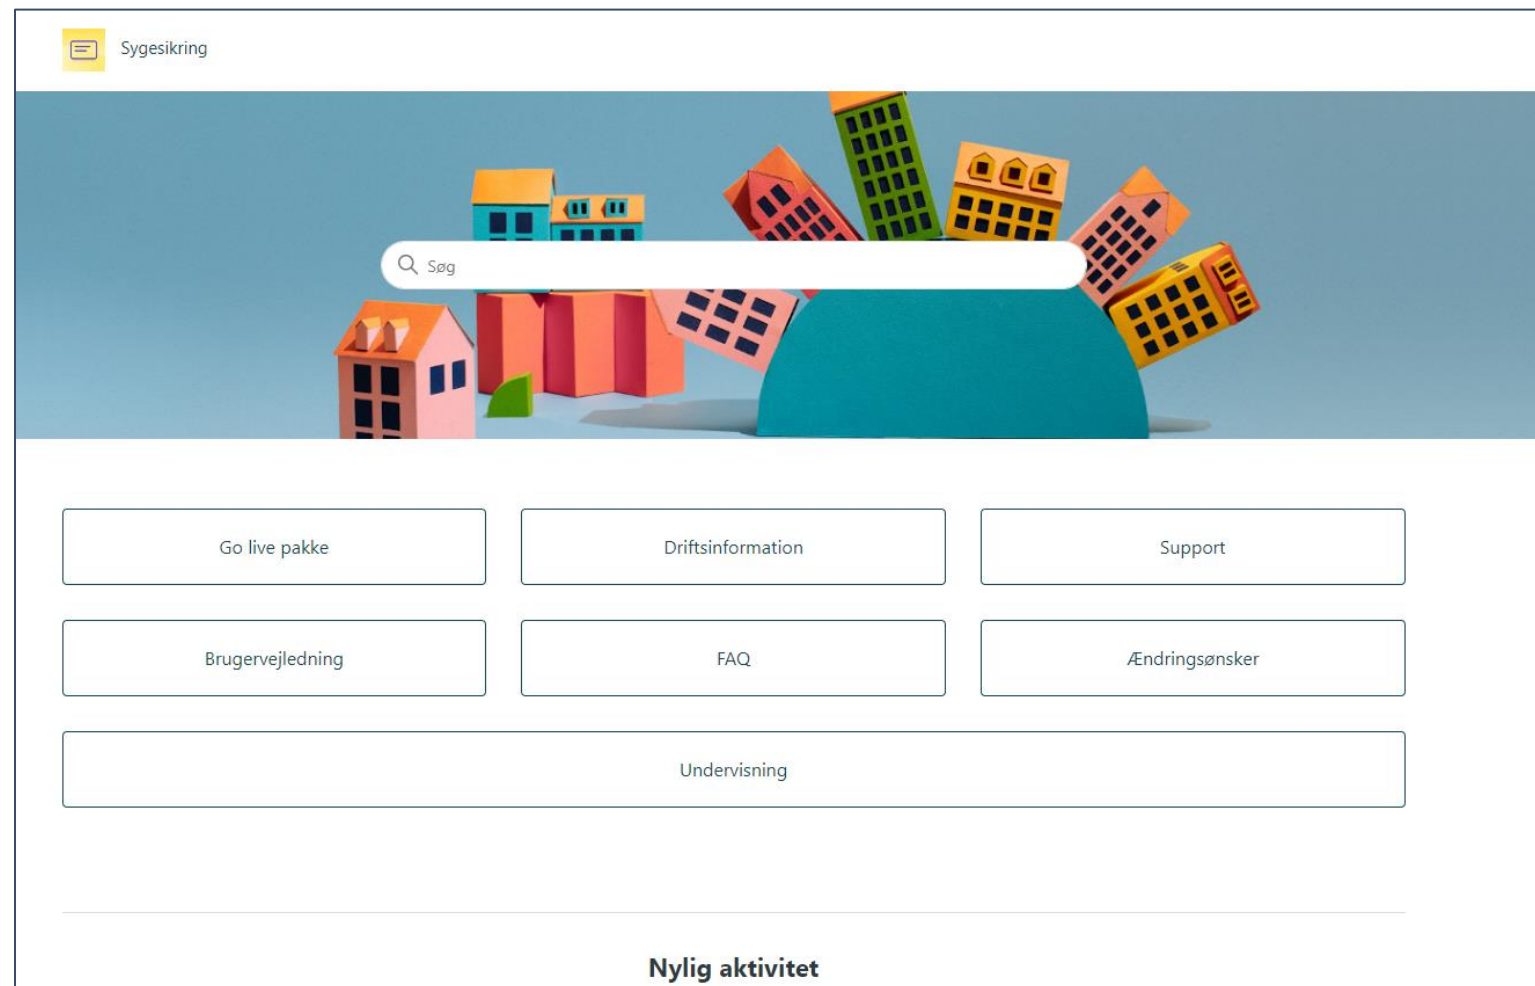 Sygesikring
Søg
Go live pakke
Driftsinformation
Support
Brugervejledning
FAQ
Ændringsønsker
Undervisning
Nylig aktivitet